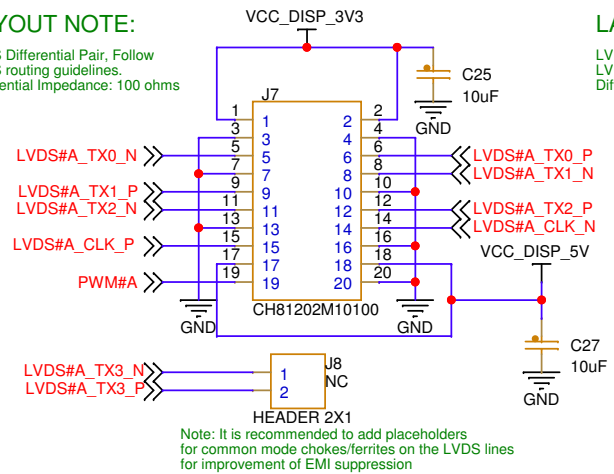 YOUT NOTE:
S Differential Pair, Follow
S routing guidelines.
ential Impedance: 100 ohms
LA
LV
LV
Dif
VCC_DISP_3V3
C25
10uF
GND
J7
1 1 2 2
3 3 4 4
LVDS#A_TX0_N 5 5 6 6 LVDS#A_TX0_P
7 7 8 8 LVDS#A_TX1_N
LVDS#A_TX1_P 9 9 10 10
LVDS#A_TX2_N 11 11 12 12 LVDS#A_TX2_P
13 13 14 14 LVDS#A_CLK_N
LVDS#A_CLK_P 15 15 16 16
17 17 18 18
PWM#A 19 19 20 20
CH81202M10100
GND
GND
VCC_DISP_5V
C27
10uF
GND
LVDS#A_TX3_N 1
LVDS#A_TX3_P 2
J8
NC
HEADER 2X1
Note: It is recommended to add placeholders
for common mode chokes/ferrites on the LVDS lines
for improvement of EMI suppression